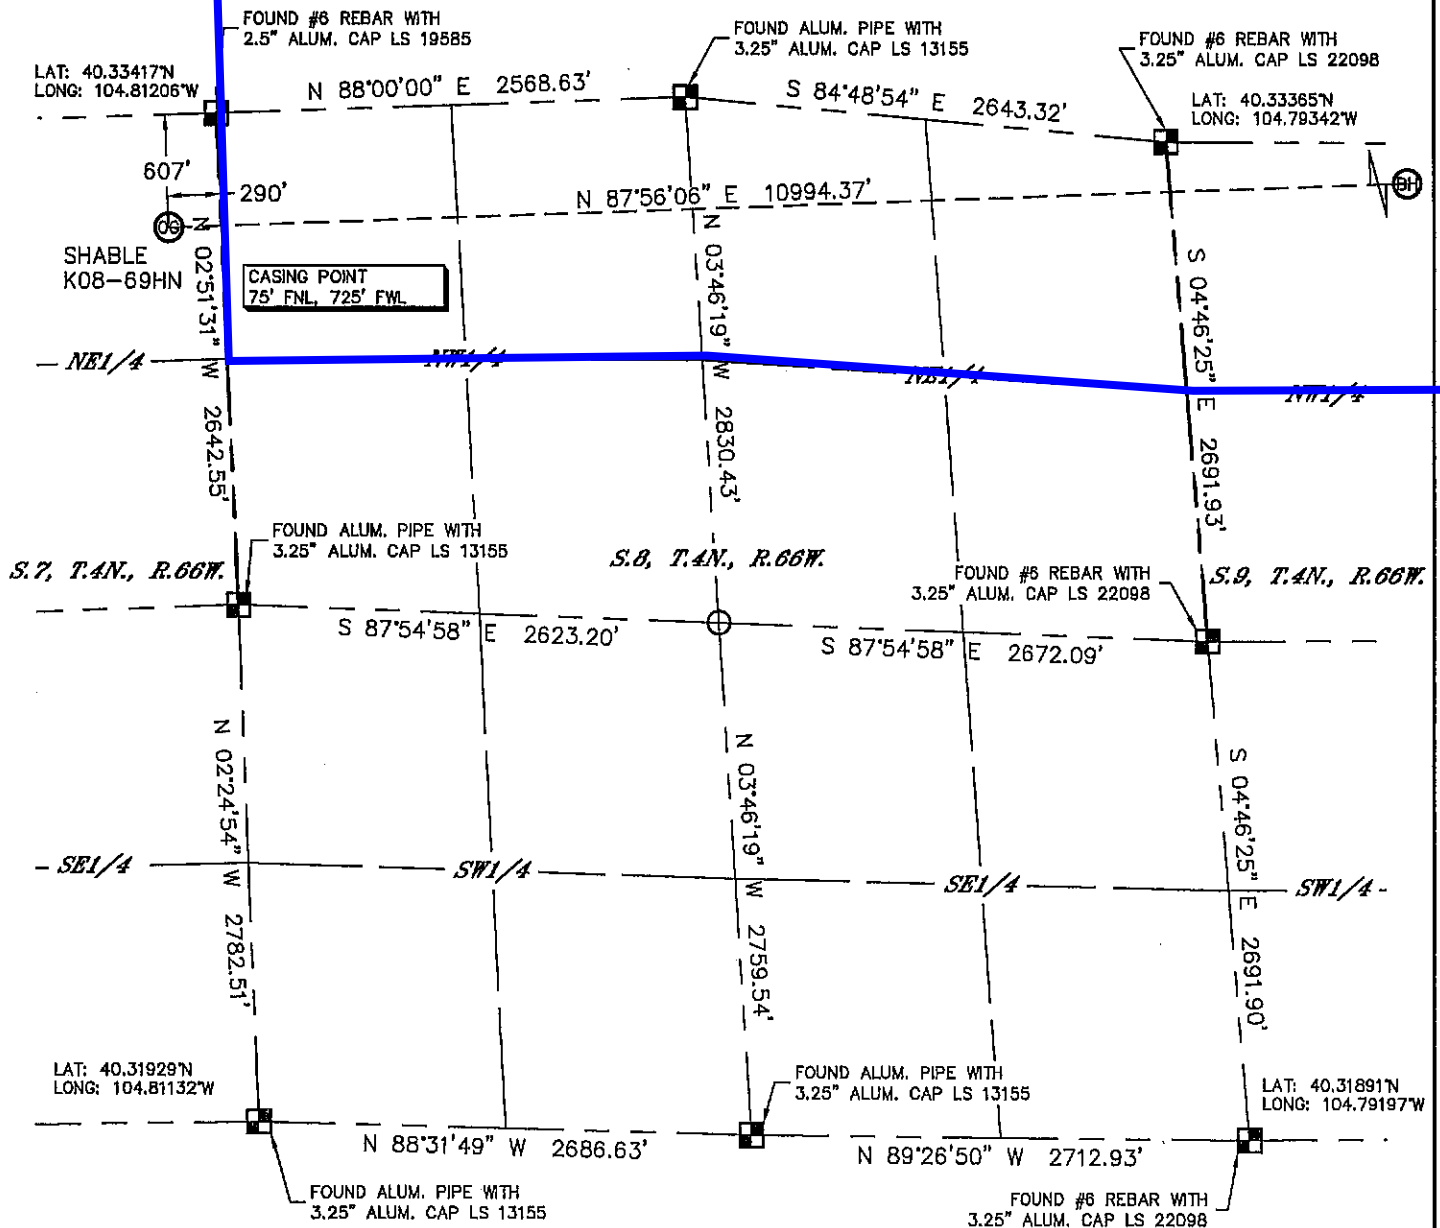 FOUND #6 REBAR WITH
2.5" ALUM. CAP LS 19585
FOUND ALUM. PIPE WITH
3.25" ALUM. CAP LS 13155
FOUND #6 REBAR WITH
3.25" ALUM. CAP LS 22098
LAT: 40.33417°N
LONG: 104.81206°W
N 88°00'00" E 2568.63'
S 84°48'54" E 2643.32'
LAT: 40.33365°N
LONG: 104.79342°W
607'
290'
N 87°56'06" E 10994.37'
BH
OG
SHABLE
K08-69HN
CASING POINT
75' FNL, 725' FWL
N 02°51'31" W 2642.55'
N 03°46'19" W 2830.43'
S 04°46'25" E 2691.93'
NE1/4
NW1/4
NE1/4
NW1/4
FOUND ALUM. PIPE WITH
3.25" ALUM. CAP LS 13155
S.7, T.4N., R.66W.
S.8, T.4N., R.66W.
FOUND #6 REBAR WITH
3.25" ALUM. CAP LS 22098
S.9, T.4N., R.66W.
S 87°54'58" E 2623.20'
S 87°54'58" E 2672.09'
N 02°24'54" W 2782.51'
N 03°46'19" W 2759.54'
S 04°46'25" E 2691.90'
SE1/4
SW1/4
SE1/4
SW1/4
LAT: 40.31929°N
LONG: 104.81132°W
FOUND ALUM. PIPE WITH
3.25" ALUM. CAP LS 13155
LAT: 40.31891°N
LONG: 104.79197°W
N 88°31'49" W 2686.63'
N 89°26'50" W 2712.93'
FOUND ALUM. PIPE WITH
3.25" ALUM. CAP LS 13155
FOUND #6 REBAR WITH
3.25" ALUM. CAP LS 22098